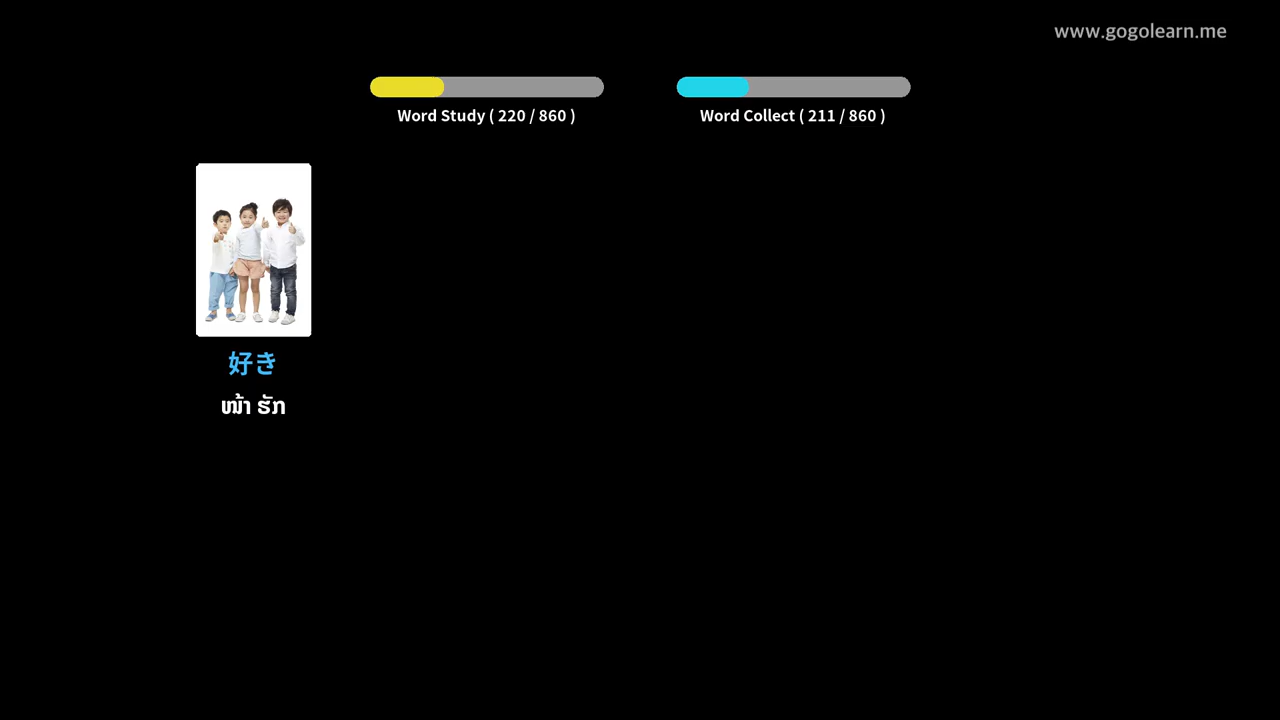 www.gogolearn.me
Word Study ( 220 / 860 )
Word Collect ( 211 / 860 )
好き
ໜ້າ ຮັກ